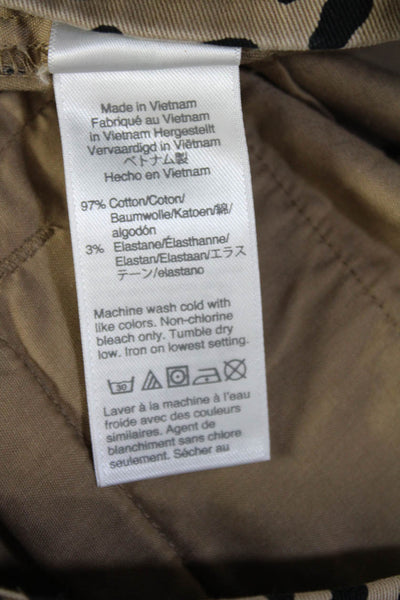 Made in Vietnam
Fabriqué au Vietnam
in Vietnam Hergestellt
Vervaardigd in Viëtnam
ベトナム製
Hecho en Vietnam
97% Cotton/Coton/
Baumwolle/Katoen/綿/
algodón
3% Elastane/Élasthanne/
Elastan/Elastaan/エラス
テーン/elastano
Machine wash cold with
like colors. Non-chlorine
bleach only. Tumble dry
low. Iron on lowest setting.
30
Laver à la machine à l'eau
froide avec des couleurs
similaires. Agent de
blanchiment sans chlore
seulement. Sécher au